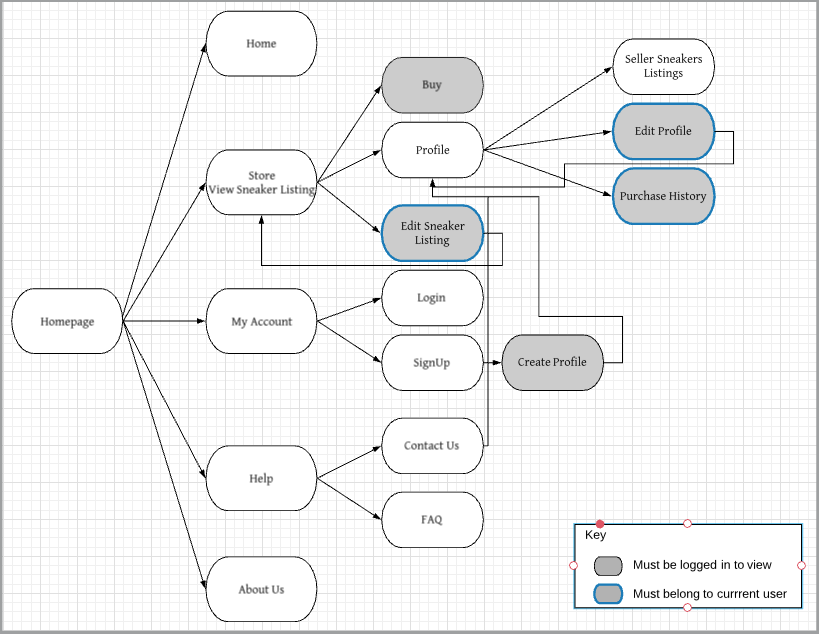 Home
Seller Sneakers
Listings
Buy
Edit Profile
Profile
Store
View Sneaker Listing
Purchase History
Edit Sneaker
Listing
Login
Homepage
My Account
SignUp
Create Profile
Contact Us
Help
FAQ
About Us
Key
Must be logged in to view
Must belong to currrent user